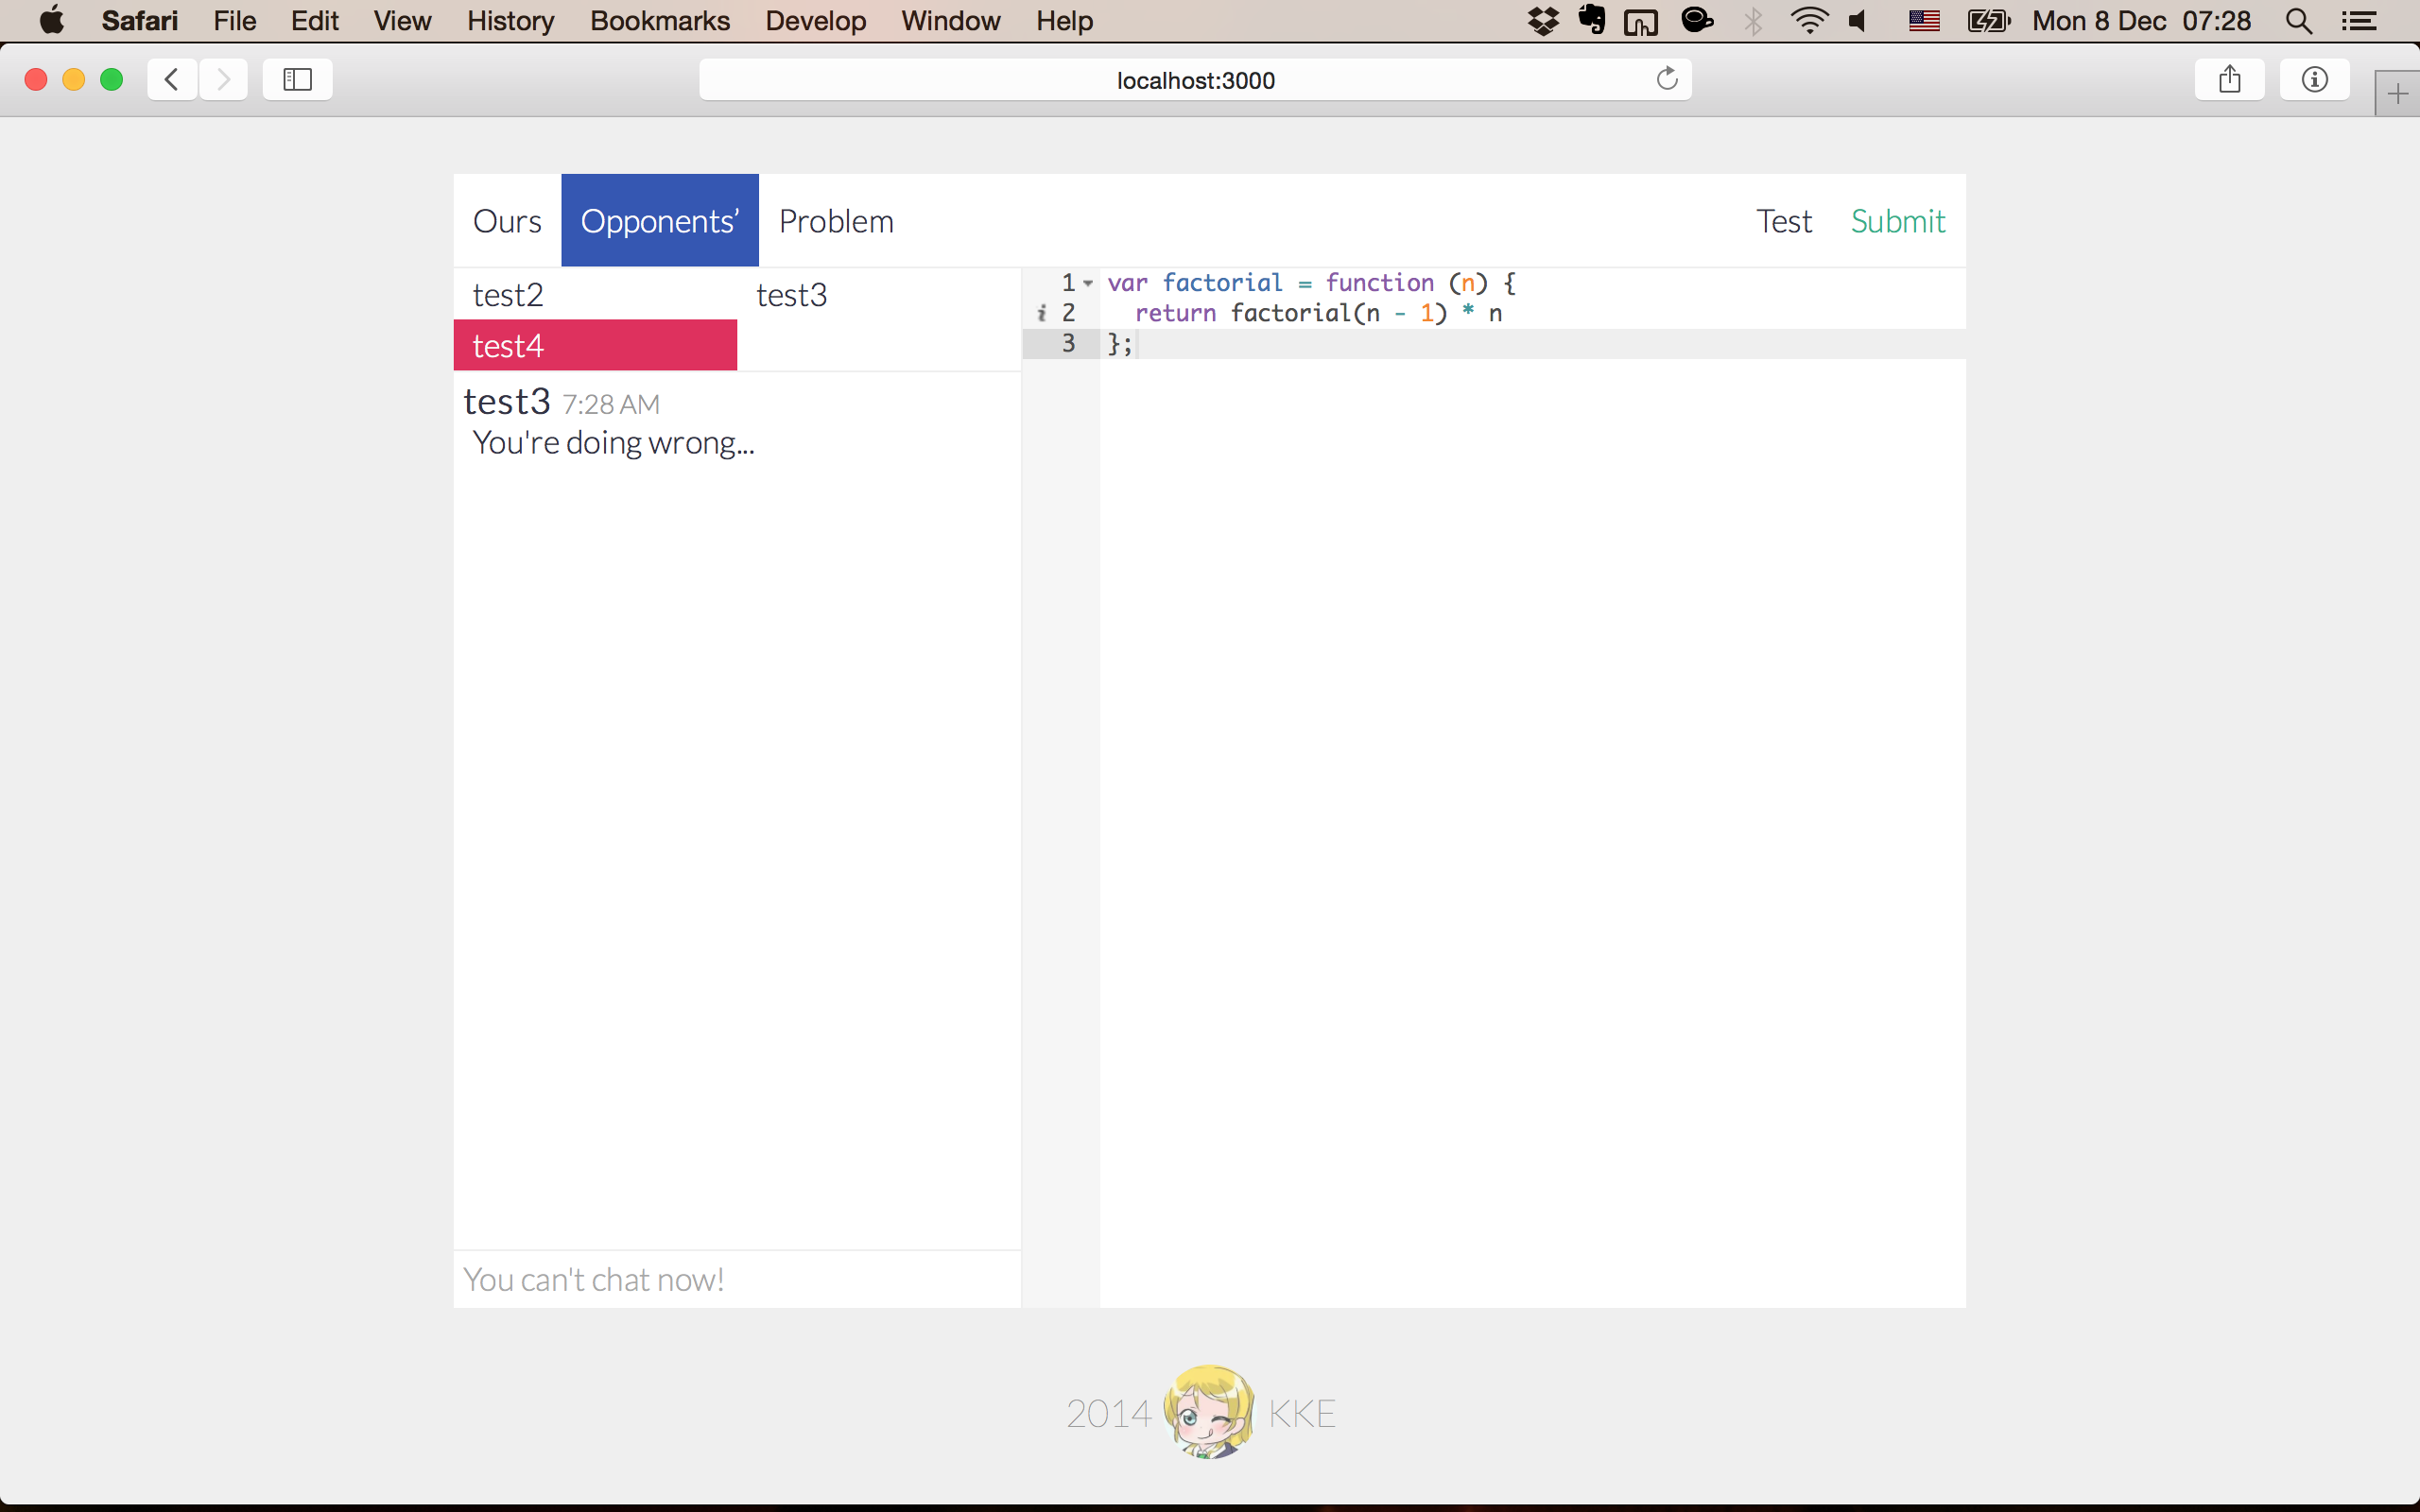 Safari File Edit View History Bookmarks Develop Window Help Mon 8 Dec 07:28
localhost:3000
Ours Opponents’ Problem Test Submit
test2 test3
test4
test3 7:28 AM
You're doing wrong...
1 var factorial = function (n) {
i 2   return factorial(n - 1) * n
3 };
You can't chat now!
2014 KKE